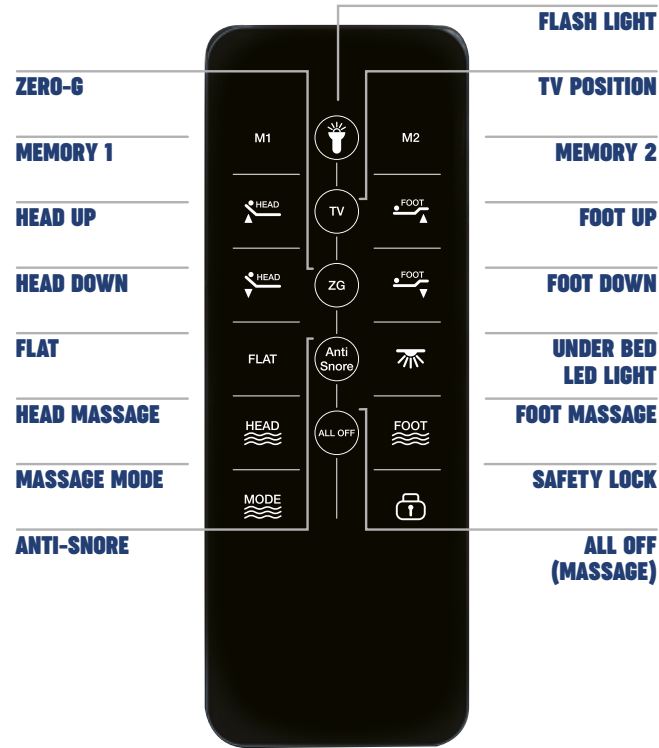 FLASH LIGHT
ZERO-G
TV POSITION
MEMORY 1
M1
M2
MEMORY 2
HEAD UP
HEAD
TV
FOOT
FOOT UP
HEAD DOWN
HEAD
ZG
FOOT
FOOT DOWN
FLAT
FLAT
Anti
Snore
UNDER BED
LED LIGHT
HEAD MASSAGE
HEAD
ALL OFF
FOOT
FOOT MASSAGE
MASSAGE MODE
MODE
SAFETY LOCK
ANTI-SNORE
ALL OFF
(MASSAGE)